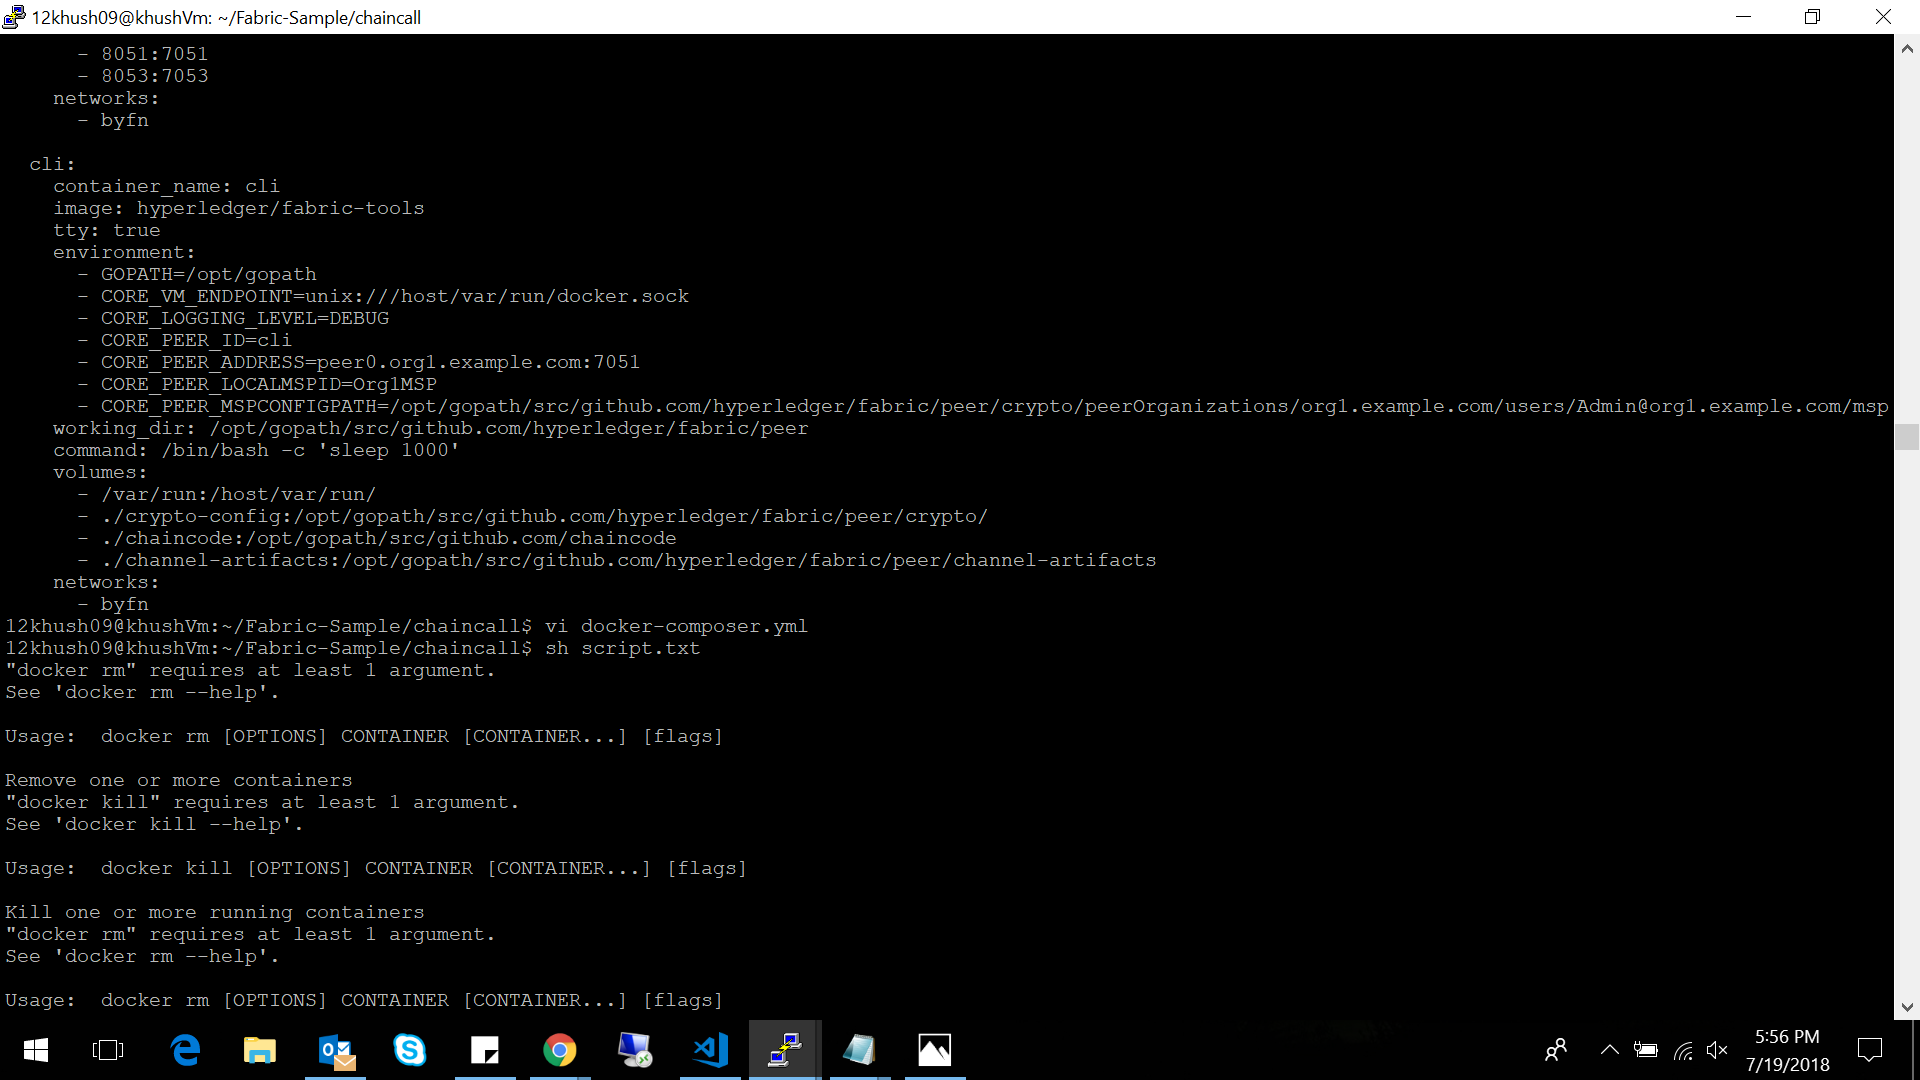 12khush09@khushVm: ~/Fabric-Sample/chaincall
- 8051:7051
- 8053:7053
networks:
- byfn
cli:
container_name: cli
image: hyperledger/fabric-tools
tty: true
environment:
- GOPATH=/opt/gopath
- CORE_VM_ENDPOINT=unix:///host/var/run/docker.sock
- CORE_LOGGING_LEVEL=DEBUG
- CORE_PEER_ID=cli
- CORE_PEER_ADDRESS=peer0.org1.example.com:7051
- CORE_PEER_LOCALMSPID=Org1MSP
- CORE_PEER_MSPCONFIGPATH=/opt/gopath/src/github.com/hyperledger/fabric/peer/crypto/peerOrganizations/org1.example.com/users/Admin@org1.example.com/msp
working_dir: /opt/gopath/src/github.com/hyperledger/fabric/peer
command: /bin/bash -c 'sleep 1000'
volumes:
- /var/run:/host/var/run/
- ./crypto-config:/opt/gopath/src/github.com/hyperledger/fabric/peer/crypto/
- ./chaincode:/opt/gopath/src/github.com/chaincode
- ./channel-artifacts:/opt/gopath/src/github.com/hyperledger/fabric/peer/channel-artifacts
networks:
- byfn
12khush09@khushVm:~/Fabric-Sample/chaincall$ vi docker-composer.yml
12khush09@khushVm:~/Fabric-Sample/chaincall$ sh script.txt
"docker rm" requires at least 1 argument.
See 'docker rm --help'.
Usage:  docker rm [OPTIONS] CONTAINER [CONTAINER...] [flags]
Remove one or more containers
"docker kill" requires at least 1 argument.
See 'docker kill --help'.
Usage:  docker kill [OPTIONS] CONTAINER [CONTAINER...] [flags]
Kill one or more running containers
"docker rm" requires at least 1 argument.
See 'docker rm --help'.
Usage:  docker rm [OPTIONS] CONTAINER [CONTAINER...] [flags]
5:56 PM
7/19/2018